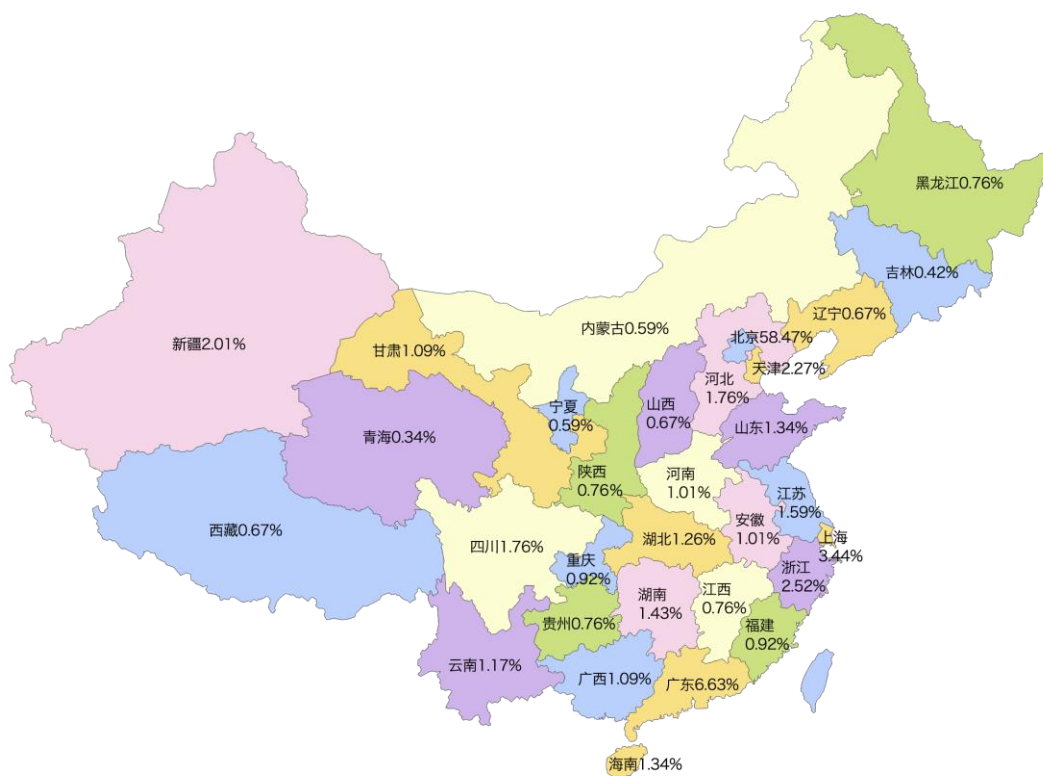 黑龙江0.76%
吉林0.42%
辽宁0.67%
内蒙古0.59%
北京58.47%
新疆2.01%
甘肃1.09%
天津2.27%
河北
1.76%
宁夏
0.59%
山西
0.67%
山东1.34%
青海0.34%
陕西
0.76%
河南
1.01%
江苏
1.59%
安徽
1.01%
西藏0.67%
上海
3.44%
湖北1.26%
四川1.76%
重庆
0.92%
浙江
2.52%
湖南
1.43%
江西
0.76%
贵州0.76%
福建
0.92%
云南1.17%
广西1.09%
广东6.63%
海南1.34%